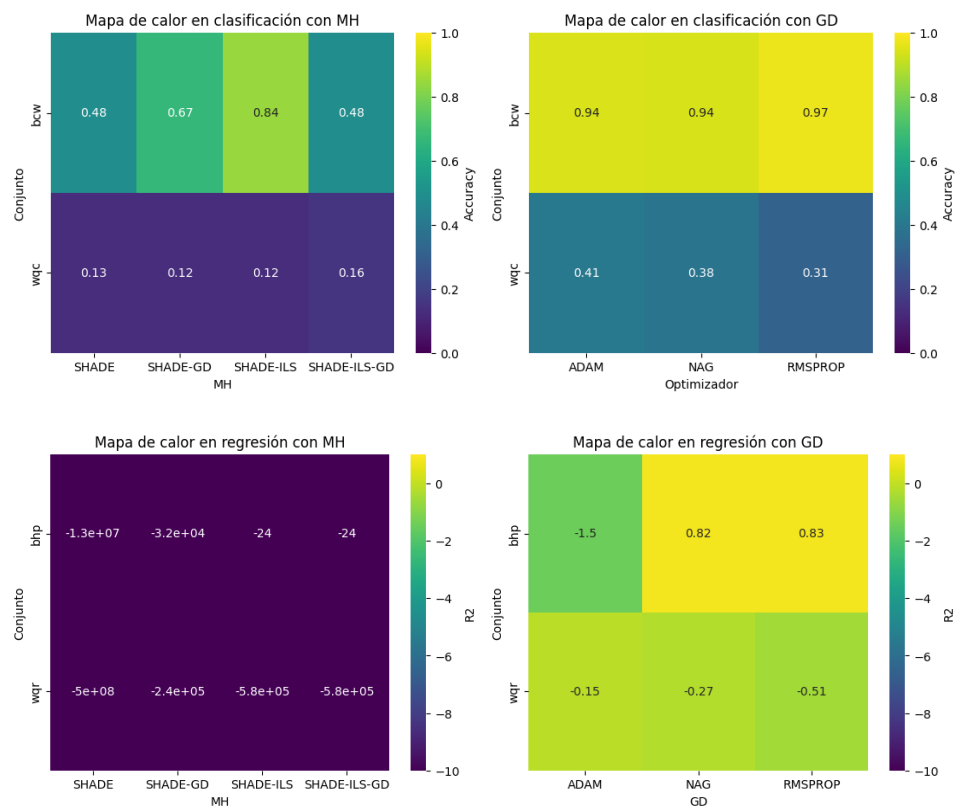 Mapa de calor en clasificación con MH
bcw
wqc
Conjunto
0.48 0.67 0.84 0.48
0.13 0.12 0.12 0.16
SHADE SHADE-GD SHADE-ILS SHADE-ILS-GD
MH
1.0
0.8
0.6
0.4
0.2
0.0
Accuracy
Mapa de calor en clasificación con GD
bcw
wqc
Conjunto
0.94 0.94 0.97
0.41 0.38 0.31
ADAM NAG RMSPROP
Optimizador
1.0
0.8
0.6
0.4
0.2
0.0
Accuracy
Mapa de calor en regresión con MH
bhp
wqr
Conjunto
-1.3e+07 -3.2e+04 -24 -24
-5e+08 -2.4e+05 -5.8e+05 -5.8e+05
SHADE SHADE-GD SHADE-ILS SHADE-ILS-GD
MH
0
−2
−4
−6
−8
−10
R2
Mapa de calor en regresión con GD
bhp
wqr
Conjunto
-1.5 0.82 0.83
-0.15 -0.27 -0.51
ADAM NAG RMSPROP
GD
0
−2
−4
−6
−8
−10
R2